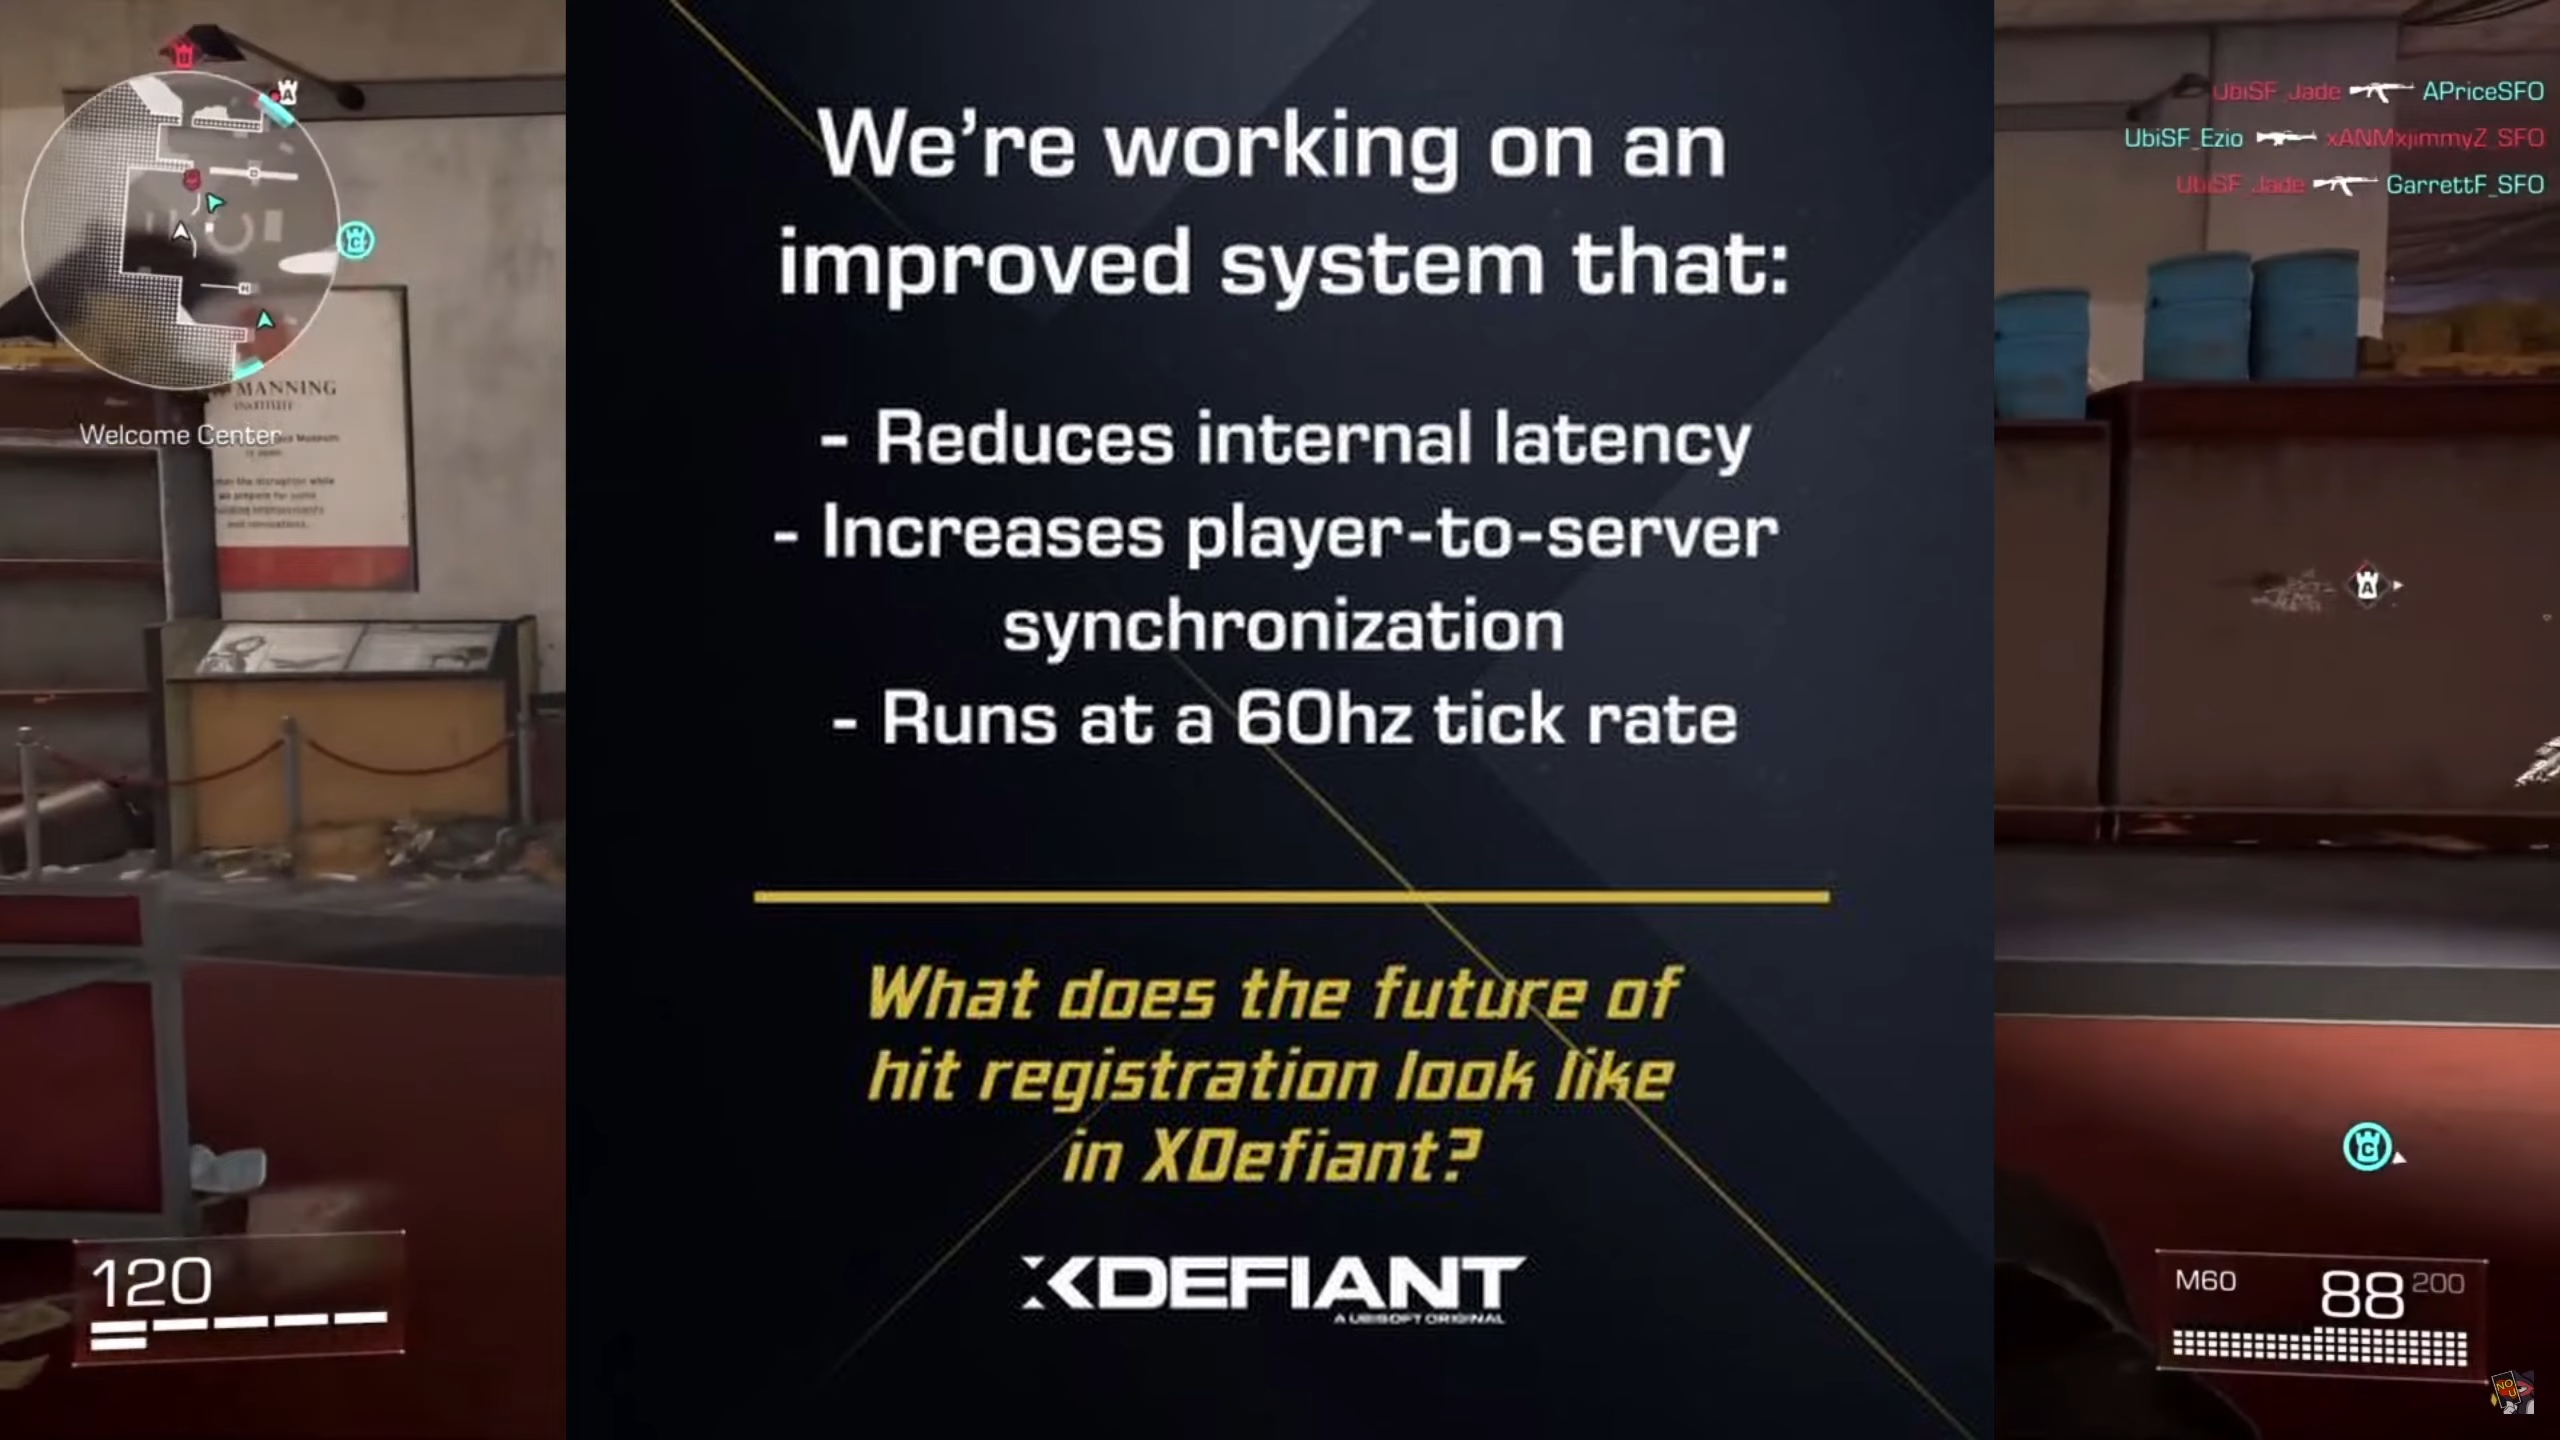 We're working on an
improved system that:
- Reduces internal latency
- Increases player-to-server
synchronization
- Runs at a 60hz tick rate
What does the future of
hit registration look like
in XDefiant?
XDEFIANT
A UBISOFT ORIGINAL
A
C
MANNING
INSTITUTE
Welcome Center
120
UbiSF_Jade APriceSFO
UbiSF_Ezio xANMxjimmyZ_SFO
UbiSF_Jade GarrettF_SFO
A
C
M60 88 200
NO
U